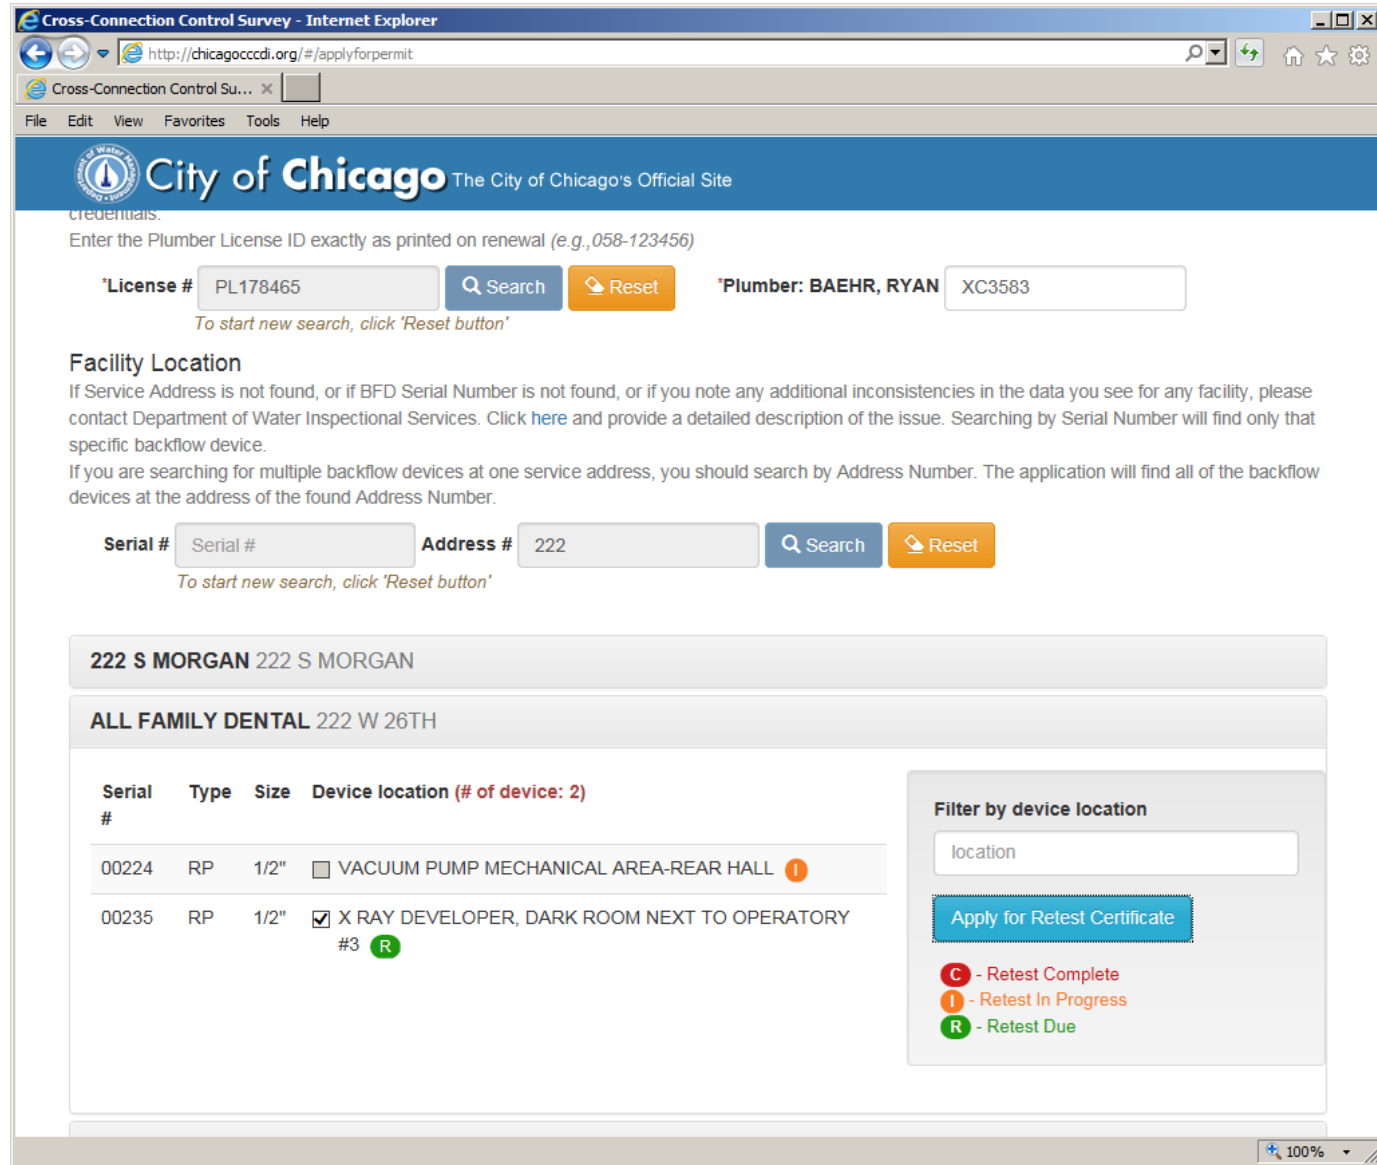 Cross-Connection Control Survey - Internet Explorer
http://chicagocccdi.org/#/applyforpermit
Cross-Connection Control Su...
File Edit View Favorites Tools Help
City of Chicago The City of Chicago's Official Site
credentials.
Enter the Plumber License ID exactly as printed on renewal (e.g.,058-123456)
*License # PL178465 Search Reset *Plumber: BAEHR, RYAN XC3583
To start new search, click 'Reset button'
Facility Location
If Service Address is not found, or if BFD Serial Number is not found, or if you note any additional inconsistencies in the data you see for any facility, please
contact Department of Water Inspectional Services. Click here and provide a detailed description of the issue. Searching by Serial Number will find only that
specific backflow device.
If you are searching for multiple backflow devices at one service address, you should search by Address Number. The application will find all of the backflow
devices at the address of the found Address Number.
Serial # Serial # Address # 222 Search Reset
To start new search, click 'Reset button'
222 S MORGAN 222 S MORGAN
ALL FAMILY DENTAL 222 W 26TH
Serial # Type Size Device location (# of device: 2)
00224 RP 1/2" VACUUM PUMP MECHANICAL AREA-REAR HALL I
00235 RP 1/2" X RAY DEVELOPER, DARK ROOM NEXT TO OPERATORY
#3 R
Filter by device location
location
Apply for Retest Certificate
C - Retest Complete
I - Retest In Progress
R - Retest Due
100%